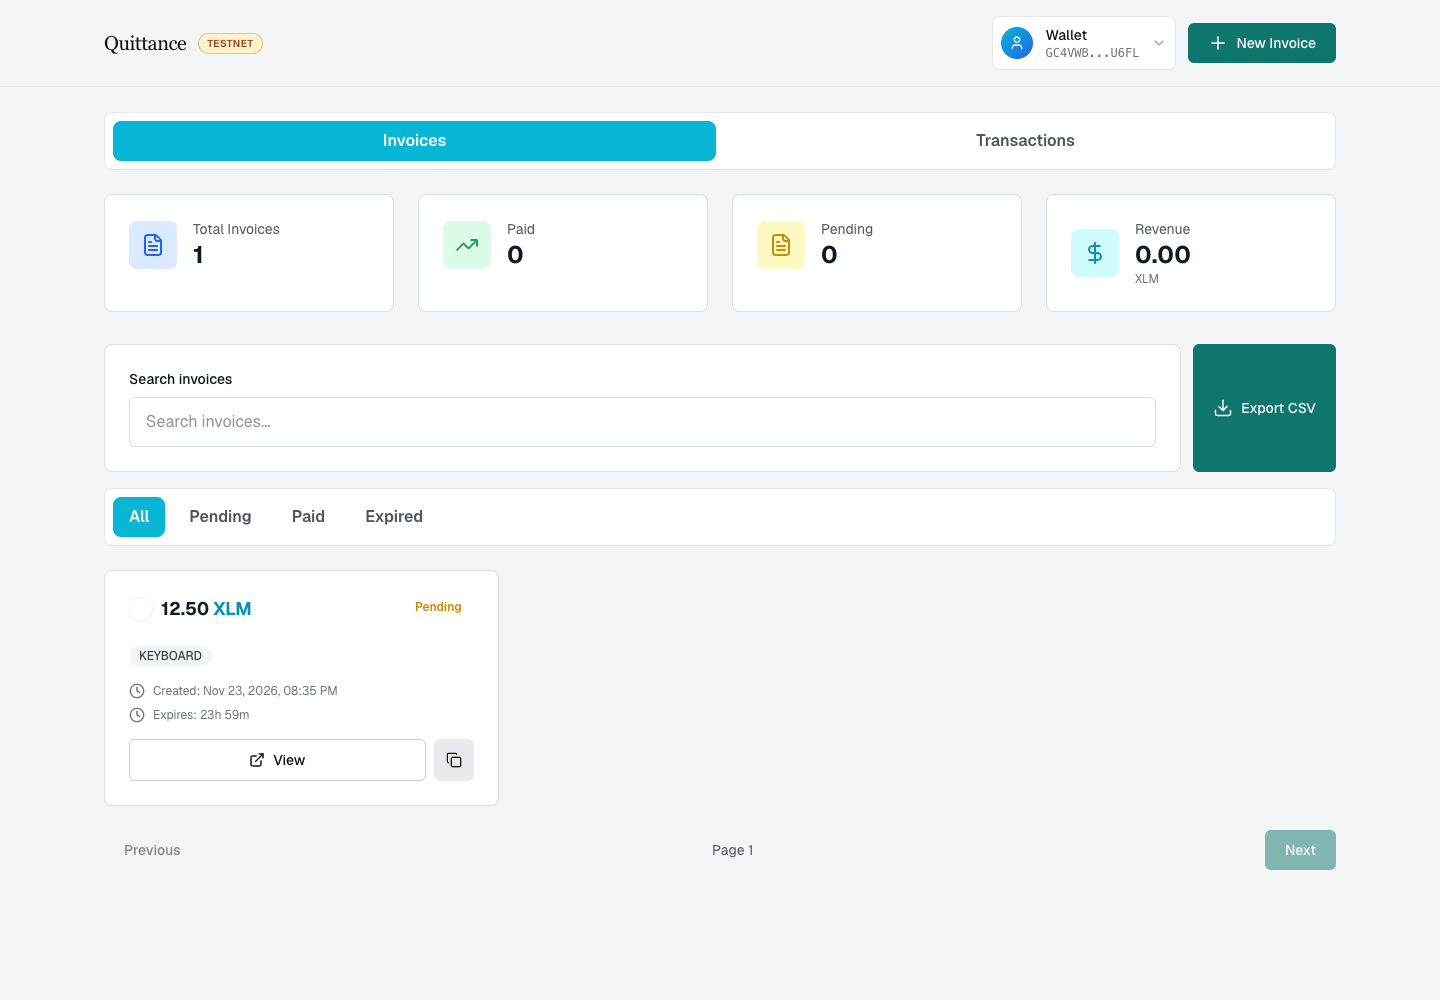 Quittance
TESTNET
Wallet
GC4VWB...U6FL
New Invoice
Invoices
Transactions
Total Invoices
1
Paid
0
Pending
0
Revenue
0.00
XLM
Search invoices
Search invoices...
Export CSV
All
Pending
Paid
Expired
12.50 XLM
Pending
KEYBOARD
Created: Nov 23, 2026, 08:35 PM
Expires: 23h 59m
View
Previous
Page 1
Next